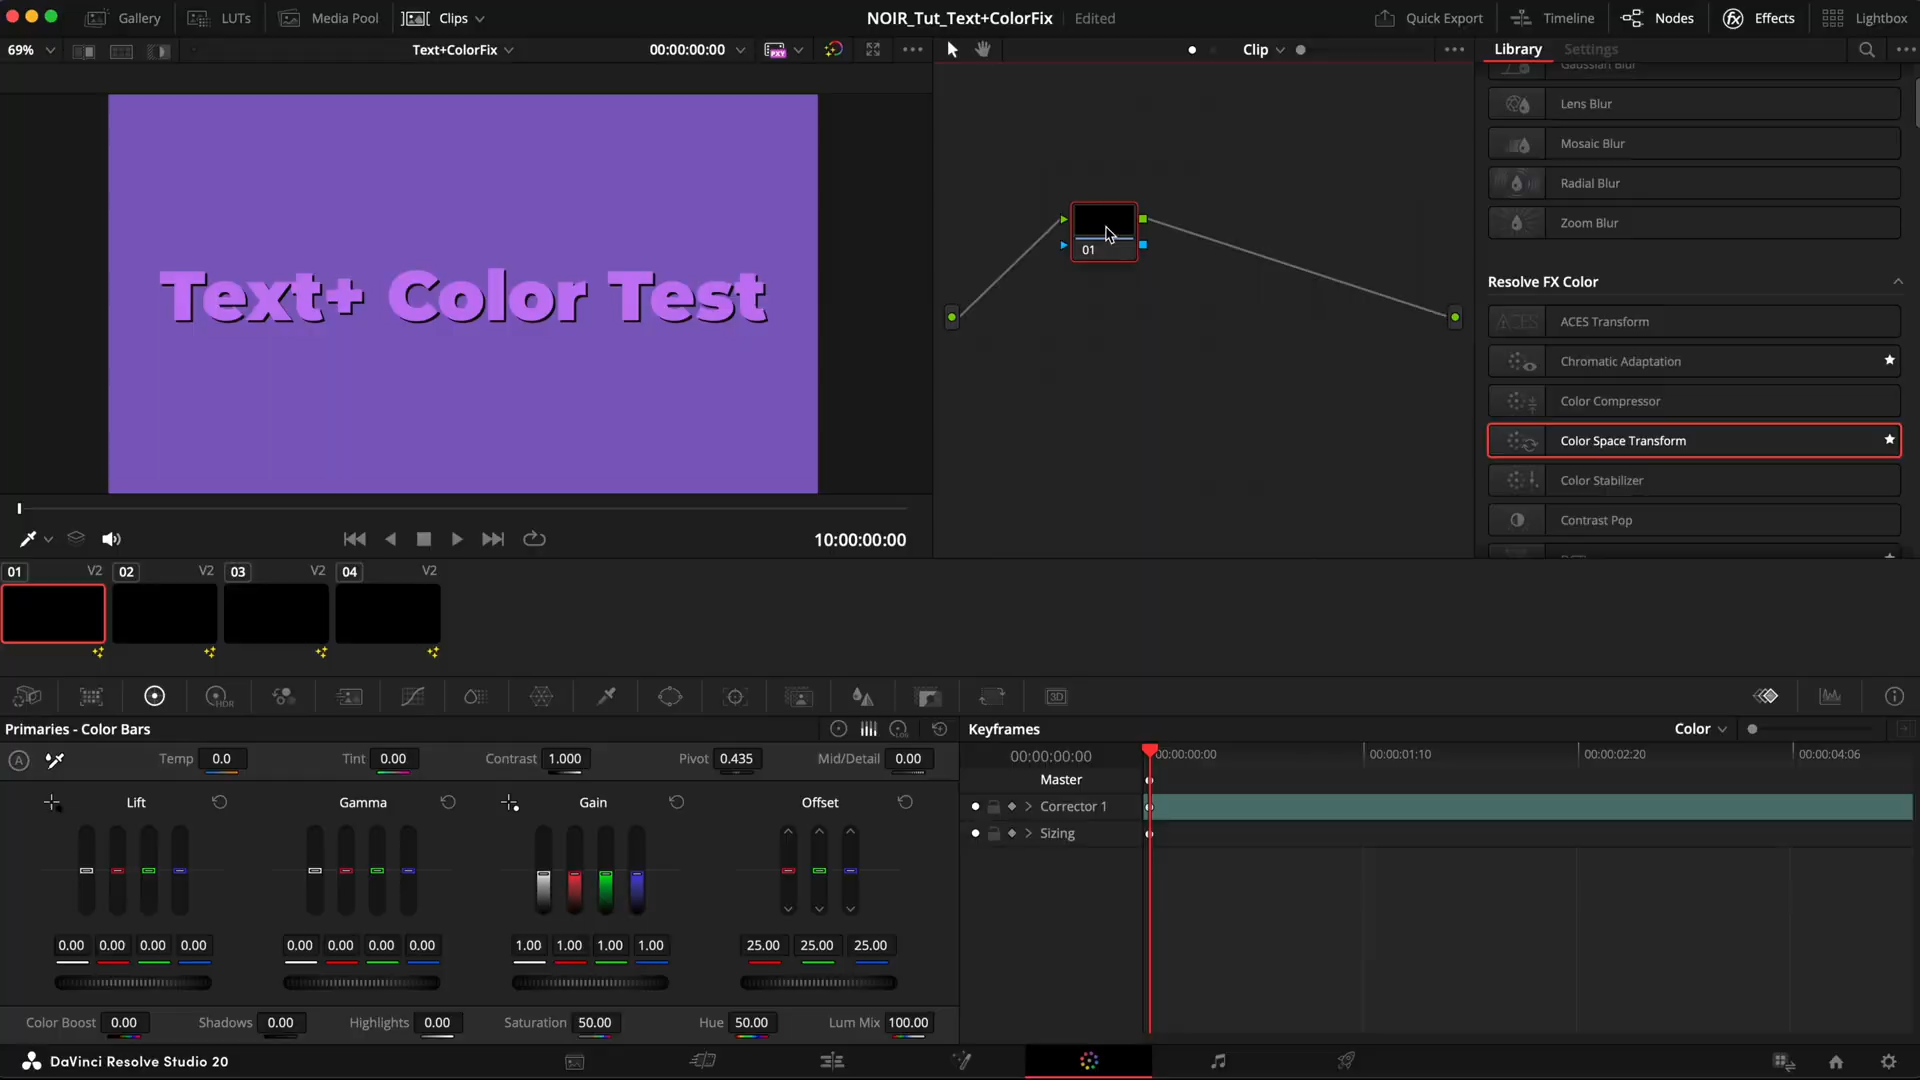 Gallery LUTs Media Pool Clips NOIR_Tut_Text+ColorFix Edited Quick Export Timeline Nodes Effects Lightbox
69% Text+ColorFix 00:00:00:00 Clip Library Settings
Gaussian Blur
Lens Blur
Mosaic Blur
Radial Blur
Zoom Blur
Resolve FX Color
ACES Transform
Chromatic Adaptation
Color Compressor
Color Space Transform
Color Stabilizer
Contrast Pop
Text+ Color Test
01
10:00:00:00
01 V2 02 V2 03 V2 04 V2
HDR
3D
Primaries - Color Bars
LOG
Keyframes
Color
A
Temp 0.0 Tint 0.00 Contrast 1.000 Pivot 0.435 Mid/Detail 0.00
00:00:00:00 00:00:00:00 00:00:01:10 00:00:02:20 00:00:04:06
Master
Corrector 1
Sizing
Lift Gamma Gain Offset
0.00 0.00 0.00 0.00 0.00 0.00 0.00 0.00 1.00 1.00 1.00 1.00 25.00 25.00 25.00
Color Boost 0.00 Shadows 0.00 Highlights 0.00 Saturation 50.00 Hue 50.00 Lum Mix 100.00
DaVinci Resolve Studio 20